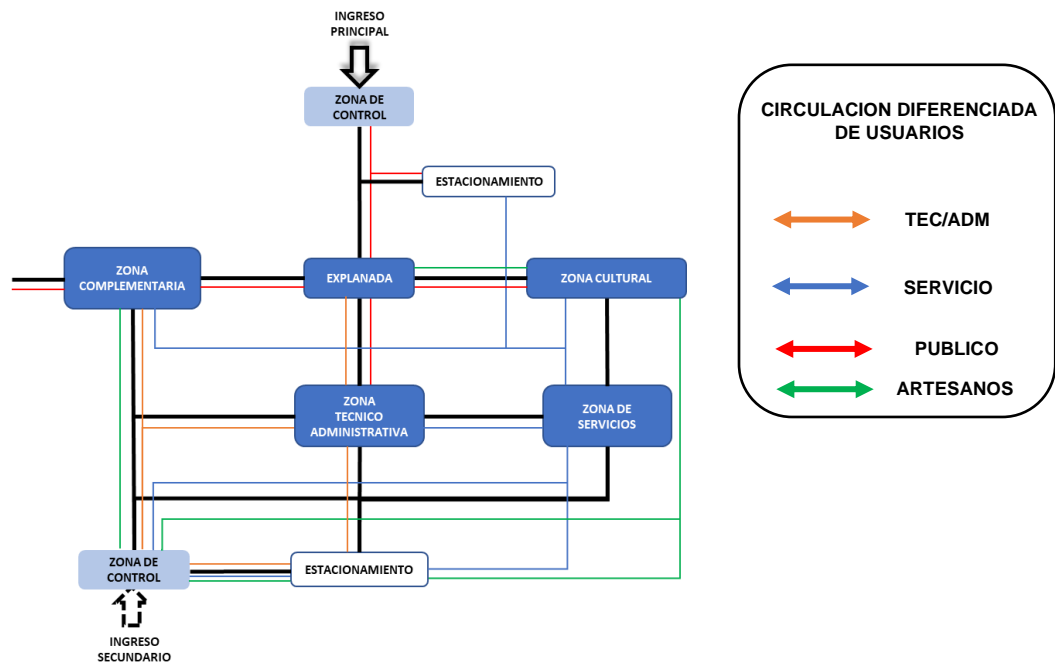 INGRESO
PRINCIPAL
ZONA DE
CONTROL
ESTACIONAMIENTO
ZONA
COMPLEMENTARIA
EXPLANADA
ZONA CULTURAL
ZONA
TECNICO
ADMINISTRATIVA
ZONA DE
SERVICIOS
ZONA DE
CONTROL
ESTACIONAMIENTO
INGRESO
SECUNDARIO
CIRCULACION DIFERENCIADA
DE USUARIOS
TEC/ADM
SERVICIO
PUBLICO
ARTESANOS